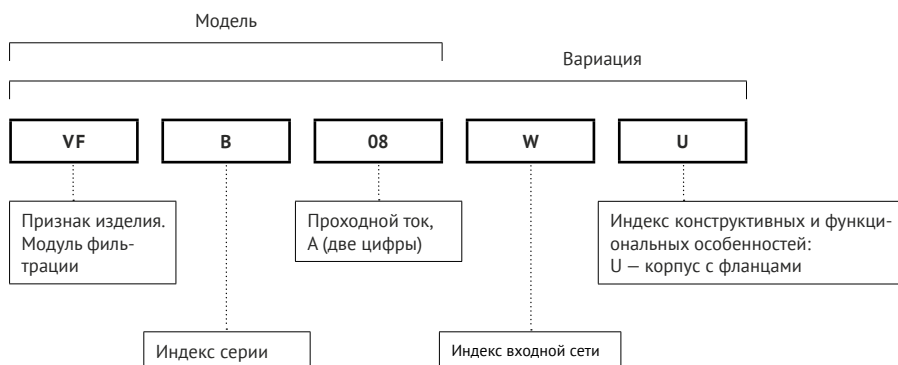 Модель
Вариация
VF B 08 W U
Признак изделия.
Модуль филь-
трации
Проходной ток,
А (две цифры)
Индекс конструктивных и функци-
ональных особенностей:
U — корпус с фланцами
Индекс серии
Индекс входной сети